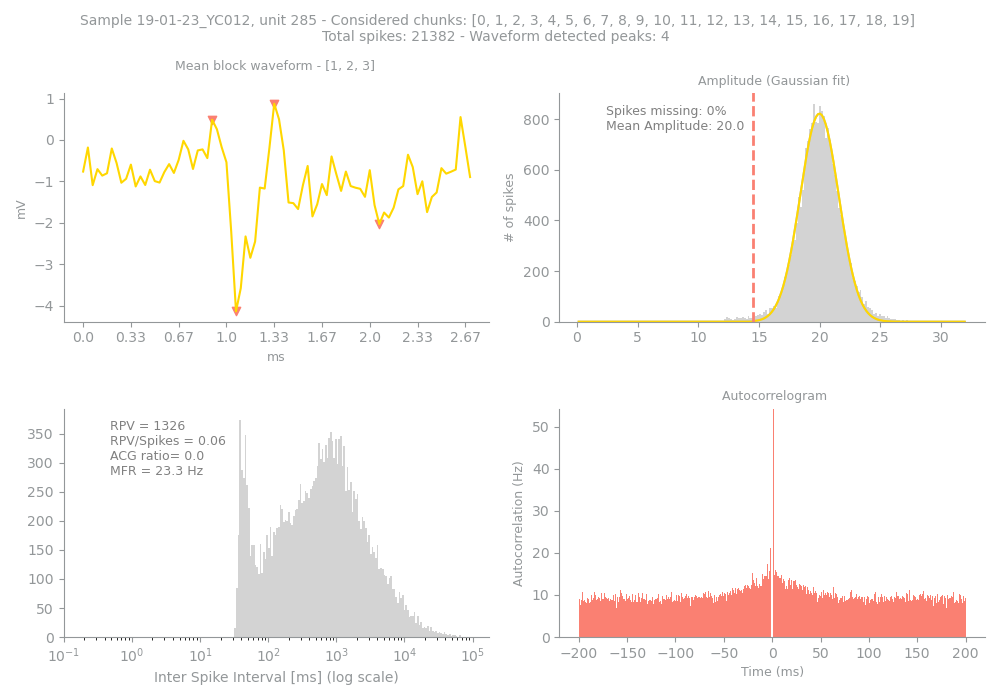 Sample 19-01-23_YC012, unit 285 - Considered chunks: [0, 1, 2, 3, 4, 5, 6, 7, 8, 9, 10, 11, 12, 13, 14, 15, 16, 17, 18, 19]
Total spikes: 21382 - Waveform detected peaks: 4
Mean block waveform - [1, 2, 3]
1
0
−1
−2
−3
−4
mV
0.0 0.33 0.67 1.0 1.33 1.67 2.0 2.33 2.67
ms
Amplitude (Gaussian fit)
Spikes missing: 0%
Mean Amplitude: 20.0
800
600
400
200
0
# of spikes
0 5 10 15 20 25 30
RPV = 1326
RPV/Spikes = 0.06
ACG ratio= 0.0
MFR = 23.3 Hz
350
300
250
200
150
100
50
0
10⁻¹ 10⁰ 10¹ 10² 10³ 10⁴ 10⁵
Inter Spike Interval [ms] (log scale)
Autocorrelogram
50
40
30
20
10
0
Autocorrelation (Hz)
−200 −150 −100 −50 0 50 100 150 200
Time (ms)